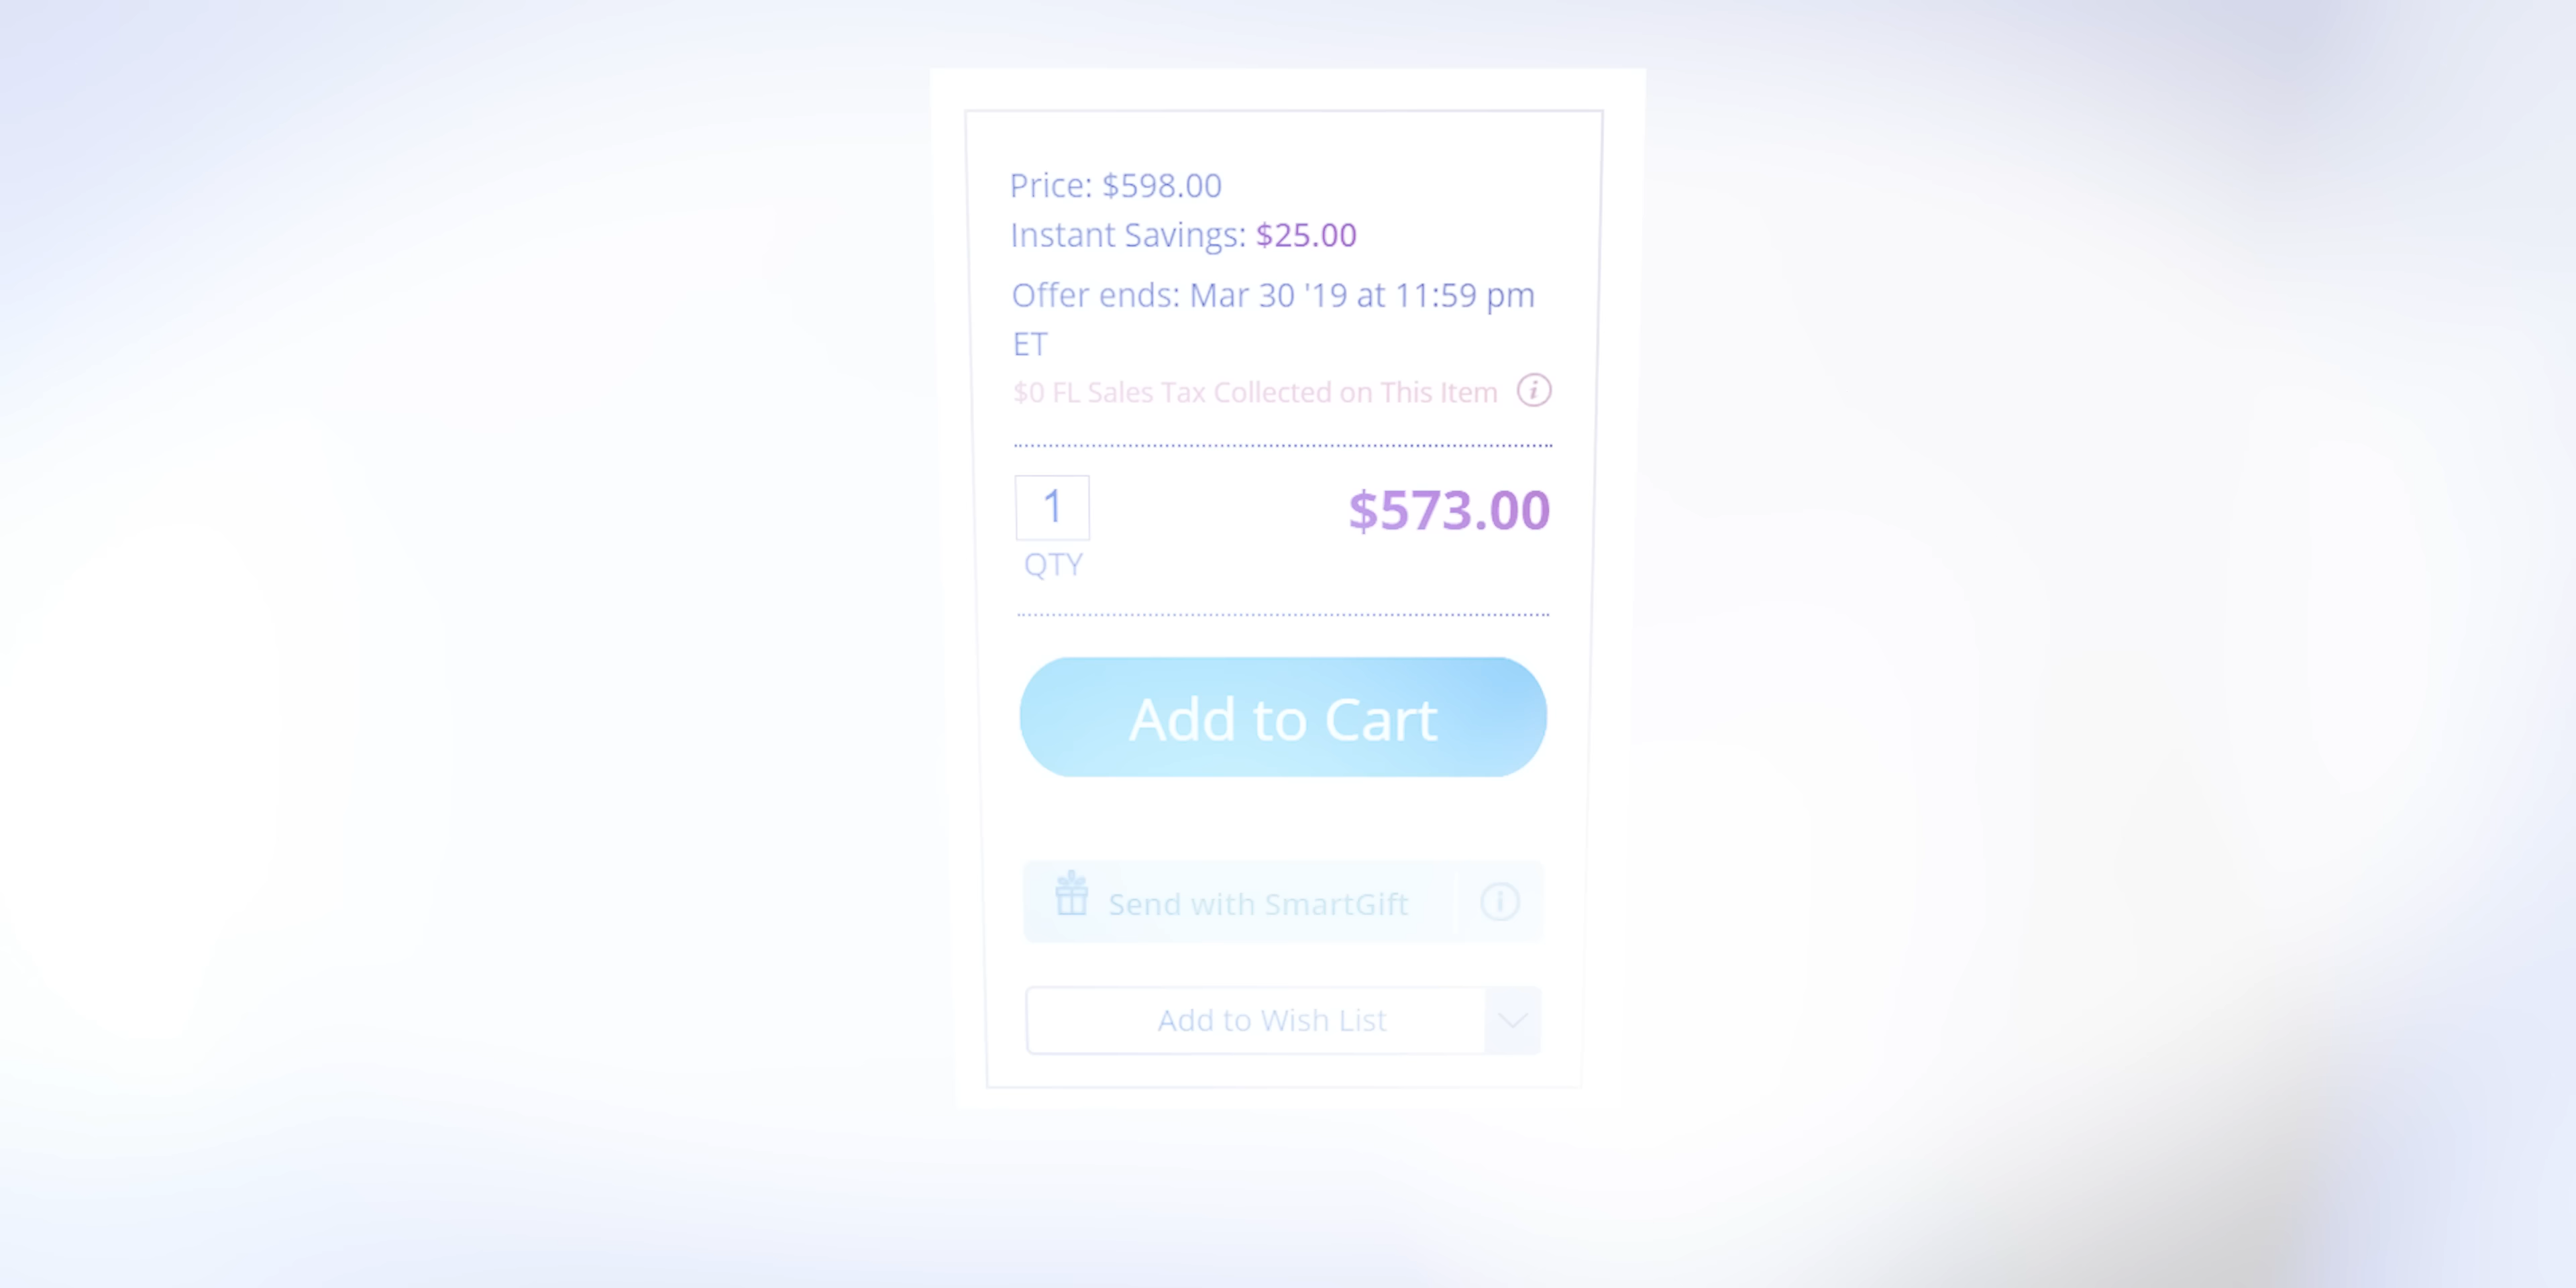 Price: $598.00
Instant Savings: $25.00
Offer ends: Mar 30 '19 at 11:59 pm
ET
$0 FL Sales Tax Collected on This Item
1
$573.00
QTY
Add to Cart
Send with SmartGift
Add to Wish List